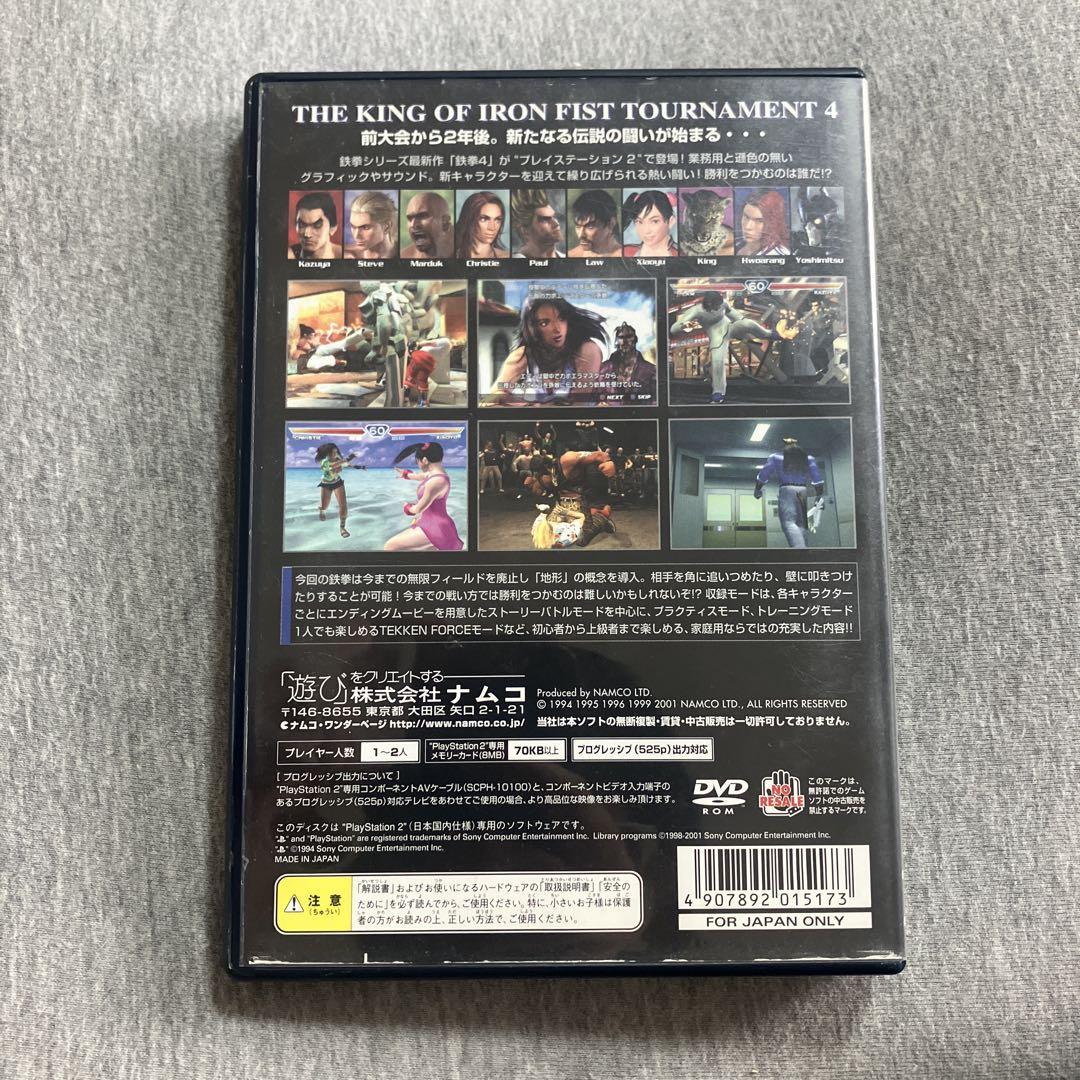 THE KING OF IRON FIST TOURNAMENT 4
前大会から2年後。新たなる伝説の闘いが始まる・・・
鉄拳シリーズ最新作「鉄拳4」が"プレイステーション 2"で登場!業務用と遜色の無い
グラフィックやサウンド。新キャラクターを迎えて繰り広げられる熱い闘い!勝利をつかむのは誰だ!?
Kazuya Steve Marduk Christie Paul Law Xiaoyu King Hwoarang Yoshimitsu
60
NEXT SKIP
CHRISTIE 60 XIAOYU
今回の鉄拳は今までの無限フィールドを廃止し「地形」の概念を導入。相手を角に追いつめたり、壁に叩きつけ
たりすることが可能!今までの戦い方では勝利をつかむのは難しいかもしれないぞ!?収録モードは、各キャラクター
ごとにエンディングムービーを用意したストーリーバトルモードを中心に、プラクティスモード、トレーニングモード
1人でも楽しめるTEKKEN FORCEモードなど、初心者から上級者まで楽しめる、家庭用ならではの充実した内容!!
「遊び」をクリエイトする
株式会社 ナムコ
〒146-8655 東京都 大田区 矢口 2-1-21
ナムコ・ワンダーページ http://www.namco.co.jp/
Produced by NAMCO LTD.
© 1994 1995 1996 1999 2001 NAMCO LTD., ALL RIGHTS RESERVED
当社は本ソフトの無断複製・賃貸・中古販売は一切許可しておりません。
プレイヤー人数 1~2人 "PlayStation 2"専用メモリーカード(8MB) 70KB以上 プログレッシブ(525p)出力対応
[ プログレッシブ出力について ]
"PlayStation 2"専用コンポーネントAVケーブル(SCPH-10100)と、コンポーネントビデオ入力端子の
あるプログレッシブ(525p)対応テレビをあわせてご使用の場合、より高品位な映像をお楽しみ頂けます。
DVD
ROM
NO RESALE
このマークは、
無許諾でのゲーム
ソフトの中古販売を
禁止するマークです。
このディスクは "PlayStation 2"(日本国内仕様)専用のソフトウェアです。
" " and "PlayStation" are registered trademarks of Sony Computer Entertainment Inc. Library programs ©1998-2001 Sony Computer Entertainment Inc.
" " ©1994 Sony Computer Entertainment Inc.
MADE IN JAPAN
注意
(ちゅうい)
「解説書」およびお使いになるハードウェアの「取扱説明書」「安全の
ために」を必ず読んでから、ご使用ください。特に、小さいお子様は保護
者の方がお読みの上、正しい方法で、ご使用ください。
4 907892 015173
FOR JAPAN ONLY